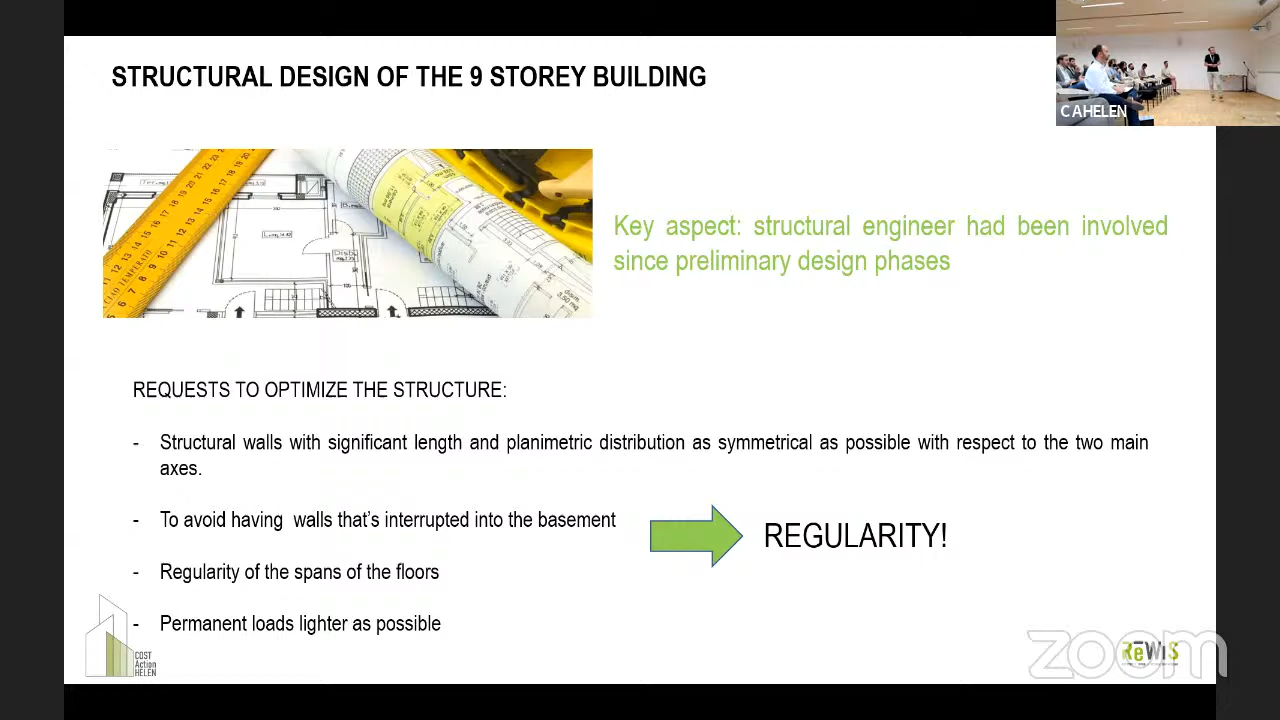 STRUCTURAL DESIGN OF THE 9 STOREY BUILDING
CAHELEN
Key aspect: structural engineer had been involved
since preliminary design phases
REQUESTS TO OPTIMIZE THE STRUCTURE:
- Structural walls with significant length and planimetric distribution as symmetrical as possible with respect to the two main
axes.
- To avoid having walls that's interrupted into the basement
REGULARITY!
- Regularity of the spans of the floors
- Permanent loads lighter as possible
COST
Action
HELEN
zoom
ReWiS